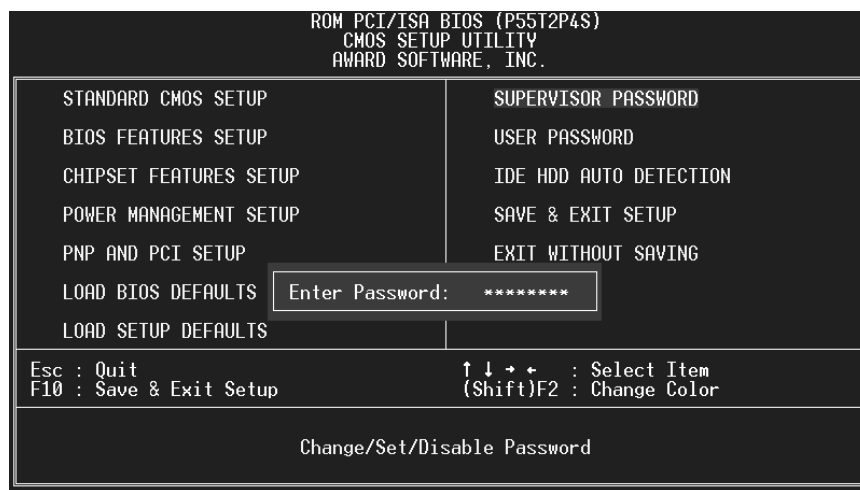 ROM PCI/ISA BIOS (P55T2P4S)
CMOS SETUP UTILITY
AWARD SOFTWARE, INC.
STANDARD CMOS SETUP
BIOS FEATURES SETUP
CHIPSET FEATURES SETUP
POWER MANAGEMENT SETUP
PNP AND PCI SETUP
LOAD BIOS DEFAULTS
LOAD SETUP DEFAULTS
SUPERVISOR PASSWORD
USER PASSWORD
IDE HDD AUTO DETECTION
SAVE & EXIT SETUP
EXIT WITHOUT SAVING
Enter Password: ********
Esc : Quit
F10 : Save & Exit Setup
↑ ↓ → ← : Select Item
(Shift)F2 : Change Color
Change/Set/Disable Password